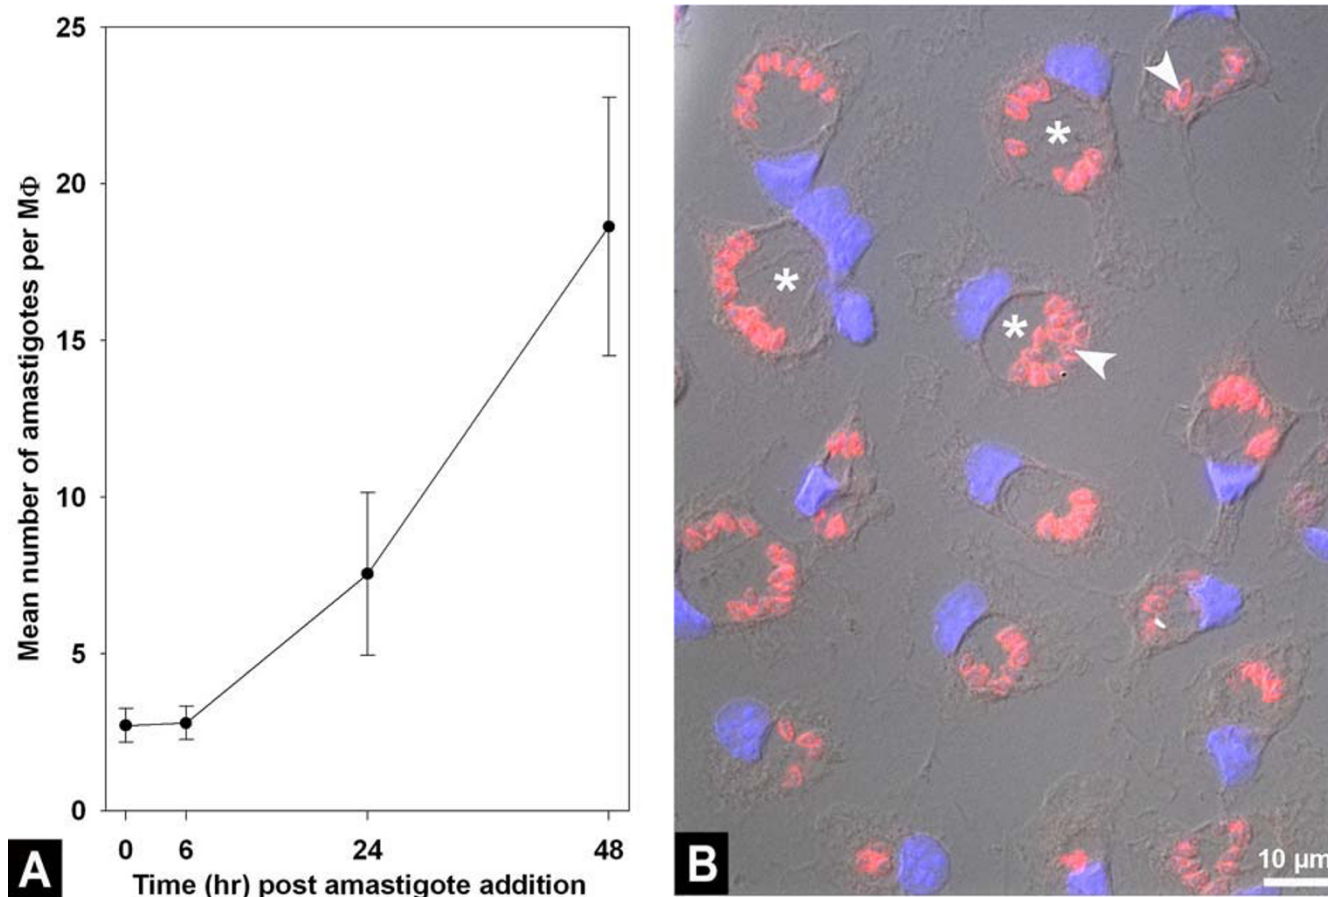 25
20
15
10
5
0
Mean number of amastigotes per MΦ
0 6 24 48
Time (hr) post amastigote addition
A
*
*
*
*
10 µm
B